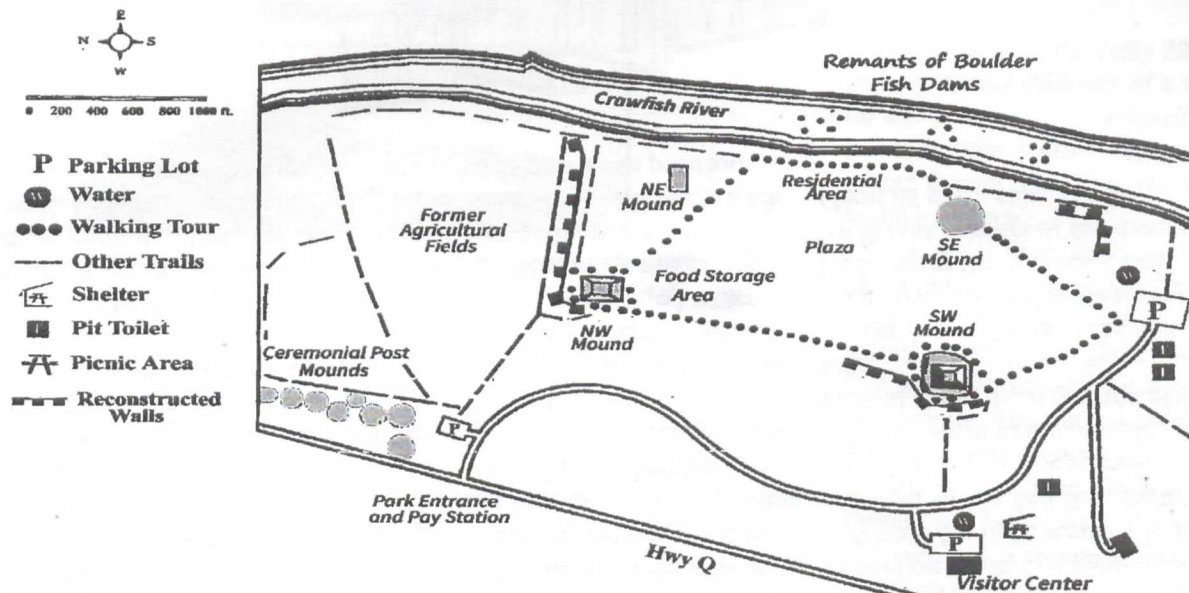 E
N S
W
0 200 400 600 800 1000 ft.
P Parking Lot
Water
Walking Tour
Other Trails
Shelter
Pit Toilet
Picnic Area
Reconstructed
Walls
Remants of Boulder
Fish Dams
Crawfish River
NE
Mound
Residential
Area
Former
Agricultural
Fields
Plaza
SE
Mound
Food Storage
Area
P
NW
Mound
SW
Mound
Ceremonial Post
Mounds
P
Park Entrance
and Pay Station
Hwy Q
P
Visitor Center